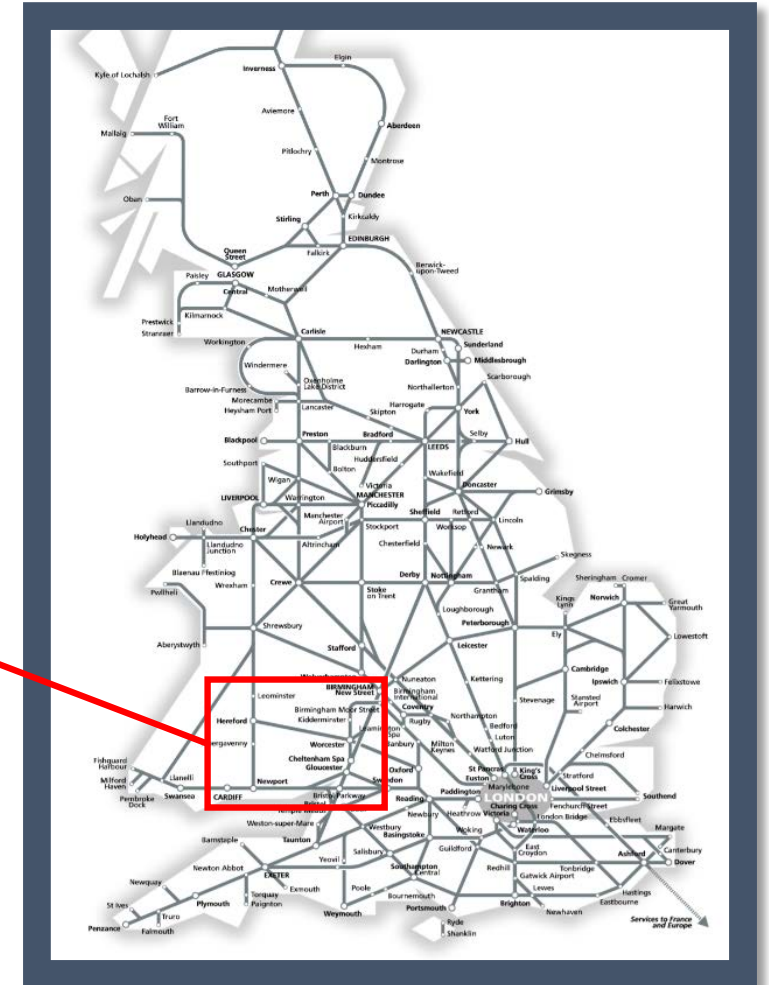 Inverness
Elgin
Kyle of Lochalsh
Aviemore
Fort
William
Mallaig
Aberdeen
Pitlochry
Montrose
Perth
Dundee
Oban
Stirling
Kirkcaldy
EDINBURGH
Queen
Street
Falkirk
Berwick-
upon-Tweed
Paisley
GLASGOW
Central
Motherwell
Kilmarnock
Prestwick
Stranraer
Carlisle
NEWCASTLE
Workington
Hexham
Sunderland
Durham
Darlington
Middlesbrough
Windermere
Scarborough
Oxenholme
Lake District
Barrow-in-Furness
Northallerton
Morecambe
Heysham Port
Lancaster
Harrogate
Skipton
York
Selby
Blackpool
Preston
Bradford
Hull
Blackburn
LEEDS
Southport
Huddersfield
Bolton
Wakefield
Wigan
Victoria
Doncaster
MANCHESTER
Piccadilly
Grimsby
LIVERPOOL
Warrington
Manchester
Airport
Sheffield
Retford
Llandudno
Stockport
Worksop
Lincoln
Holyhead
Chester
Llandudno
Junction
Altrincham
Chesterfield
Newark
Skegness
Blaenau Ffestiniog
Wrexham
Crewe
Derby
Nottingham
Spalding
Sheringham
Cromer
Pwllheli
Stoke
on Trent
Grantham
Kings
Lynn
Norwich
Great
Yarmouth
Loughborough
Peterborough
Shrewsbury
Ely
Lowestoft
Aberystwyth
Stafford
Leicester
Cambridge
Wolverhampton
Nuneaton
Kettering
Ipswich
Felixstowe
BIRMINGHAM
New Street
Birmingham
International
Stansted
Airport
Leominster
Coventry
Stevenage
Harwich
Birmingham Moor Street
Northampton
Hereford
Kidderminster
Rugby
Bedford
Colchester
Leamington
Spa
Luton
Worcester
Banbury
Milton
Keynes
Watford Junction
Chelmsford
Abergavenny
Cheltenham Spa
Fishguard
Harbour
Gloucester
Oxford
St Pancras
King's
Cross
Llanelli
Euston
Stratford
Milford
Haven
Newport
Swindon
Marylebone
Liverpool Street
Pembroke
Dock
Swansea
CARDIFF
Bristol Parkway
Paddington
LONDON
Southend
Reading
Fenchurch Street
Bristol
Temple Meads
Charing Cross
Newbury
Heathrow
Victoria
London Bridge
Ebbsfleet
Weston-super-Mare
Westbury
Waterloo
Margate
Barnstaple
Basingstoke
Woking
Taunton
Salisbury
Guildford
East
Croydon
Canterbury
Yeovil
Ashford
Dover
Newton Abbot
Southampton
Central
Redhill
Tonbridge
EXETER
Gatwick Airport
Newquay
Exmouth
Poole
Lewes
Hastings
Torquay
Paignton
Bournemouth
Eastbourne
St Ives
Plymouth
Weymouth
Portsmouth
Brighton
Newhaven
Truro
Penzance
Falmouth
Ryde
Shanklin
Services to France
and Europe